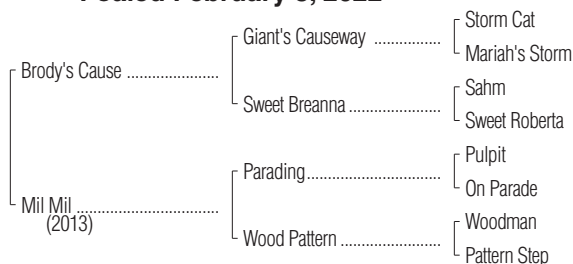 Foaled February 2022
Storm Cat
Giant's Causeway ................
Mariah's Storm
Brody's Cause ......................
Sahm
Sweet Breanna ......................
Sweet Roberta
Pulpit
Parading................................
On Parade
Mil Mil ..................................
(2013)
Woodman
Wood Pattern ........................
Pattern Step